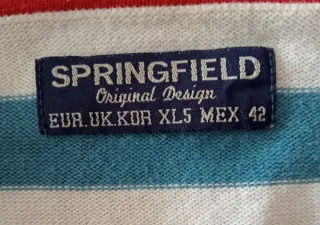 SPRINGFIELD
Original Design
EUR.UK.KOR XL5 MEX 42